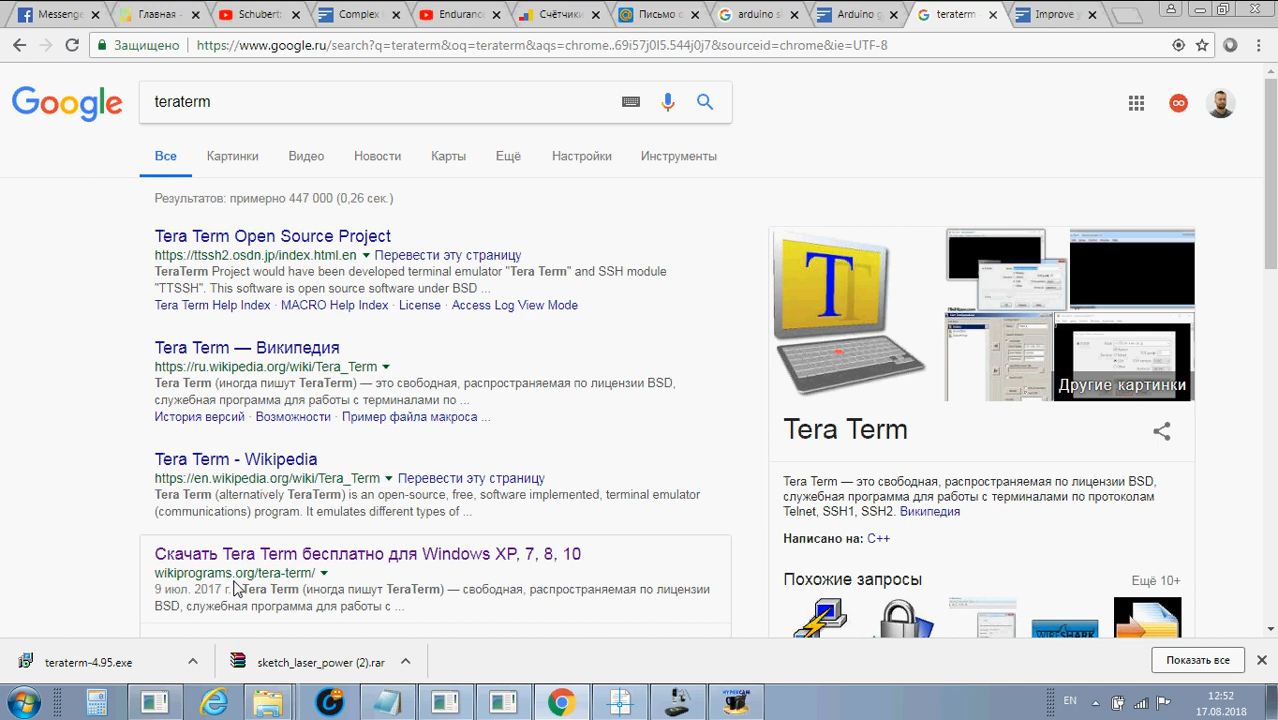 Messenge
Главная -
Schubert
Complex
Enduranc
Счётчики
Письмо с
arduino s
Arduino g
teraterm
Improve y
Защищено
https://www.google.ru/search?q=teraterm&oq=teraterm&aqs=chrome..69i57j0l5.544j0j7&sourceid=chrome&ie=UTF-8
Google
teraterm
Все Картинки Видео Новости Карты Ещё Настройки Инструменты
Результатов: примерно 447 000 (0,26 сек.)
Tera Term Open Source Project
https://ttssh2.osdn.jp/index.html.en Перевести эту страницу
TeraTerm Project would have been developed terminal emulator "Tera Term" and SSH module
"TTSSH". This software is Open Source software under BSD ...
Tera Term Help Index · MACRO Help Index · License · Access Log View Mode
Tera Term — Википедия
https://ru.wikipedia.org/wiki/Tera_Term
Tera Term (иногда пишут TeraTerm) — это свободная, распространяемая по лицензии BSD,
служебная программа для работы с терминалами по ...
История версий · Возможности · Пример файла макроса ...
Tera Term - Wikipedia
https://en.wikipedia.org/wiki/Tera_Term Перевести эту страницу
Tera Term (alternatively TeraTerm) is an open-source, free, software implemented, terminal emulator
(communications) program. It emulates different types of ...
Скачать Tera Term бесплатно для Windows XP, 7, 8, 10
wikiprograms.org/tera-term/
9 июл. 2017 г. - Tera Term (иногда пишут TeraTerm) — свободная, распространяемая по лицензии
BSD, служебная программа для работы с ...
T
Другие картинки
Tera Term
Tera Term — это свободная, распространяемая по лицензии BSD,
служебная программа для работы с терминалами по протоколам
Telnet, SSH1, SSH2. Википедия
Написано на: C++
Похожие запросы Ещё 10+
WIRESHARK
teraterm-4.95.exe
sketch_laser_power (2).rar
Показать все
HYPERCAM
EN
12:52
17.08.2018